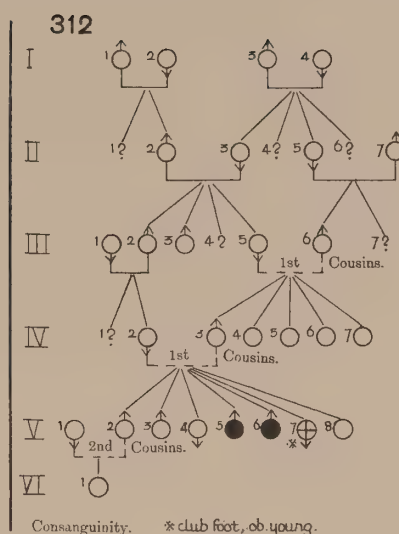 312
I 1 2 3 4
II 1? 2 3 4? 5 6? 7
III 1 2 3 4? 5 1st 6 Cousins. 7?
IV 1? 2 1st 3 Cousins. 4 5 6 7
V 1 2nd 2 Cousins. 3 4 5 6 7 * 8
VI 1
Consanguinity. * club foot, ob. young.